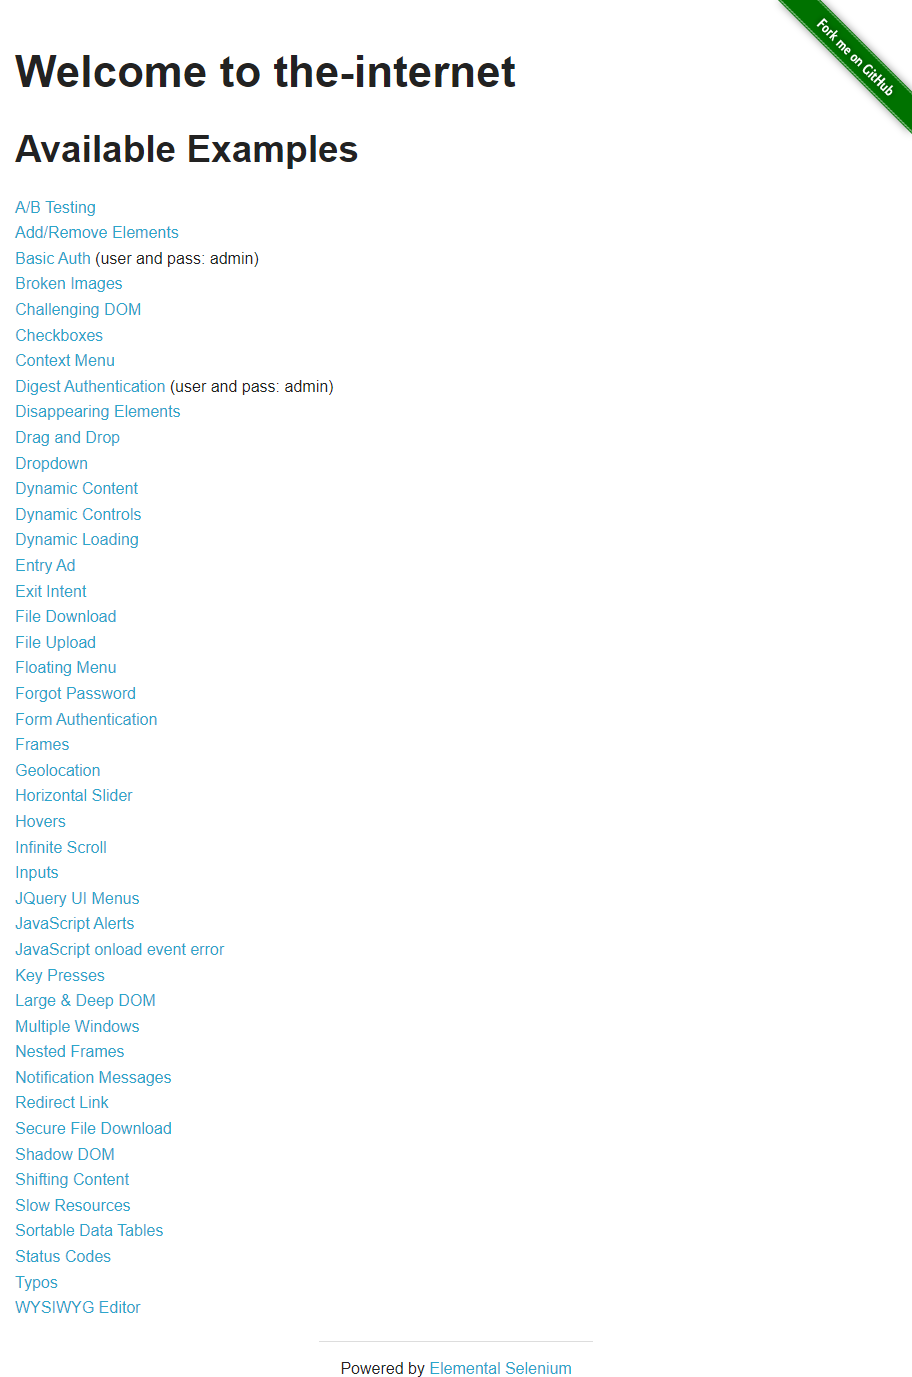 Fork me on GitHub
Welcome to the-internet
Available Examples
A/B Testing
Add/Remove Elements
Basic Auth (user and pass: admin)
Broken Images
Challenging DOM
Checkboxes
Context Menu
Digest Authentication (user and pass: admin)
Disappearing Elements
Drag and Drop
Dropdown
Dynamic Content
Dynamic Controls
Dynamic Loading
Entry Ad
Exit Intent
File Download
File Upload
Floating Menu
Forgot Password
Form Authentication
Frames
Geolocation
Horizontal Slider
Hovers
Infinite Scroll
Inputs
JQuery UI Menus
JavaScript Alerts
JavaScript onload event error
Key Presses
Large & Deep DOM
Multiple Windows
Nested Frames
Notification Messages
Redirect Link
Secure File Download
Shadow DOM
Shifting Content
Slow Resources
Sortable Data Tables
Status Codes
Typos
WYSIWYG Editor
Powered by Elemental Selenium